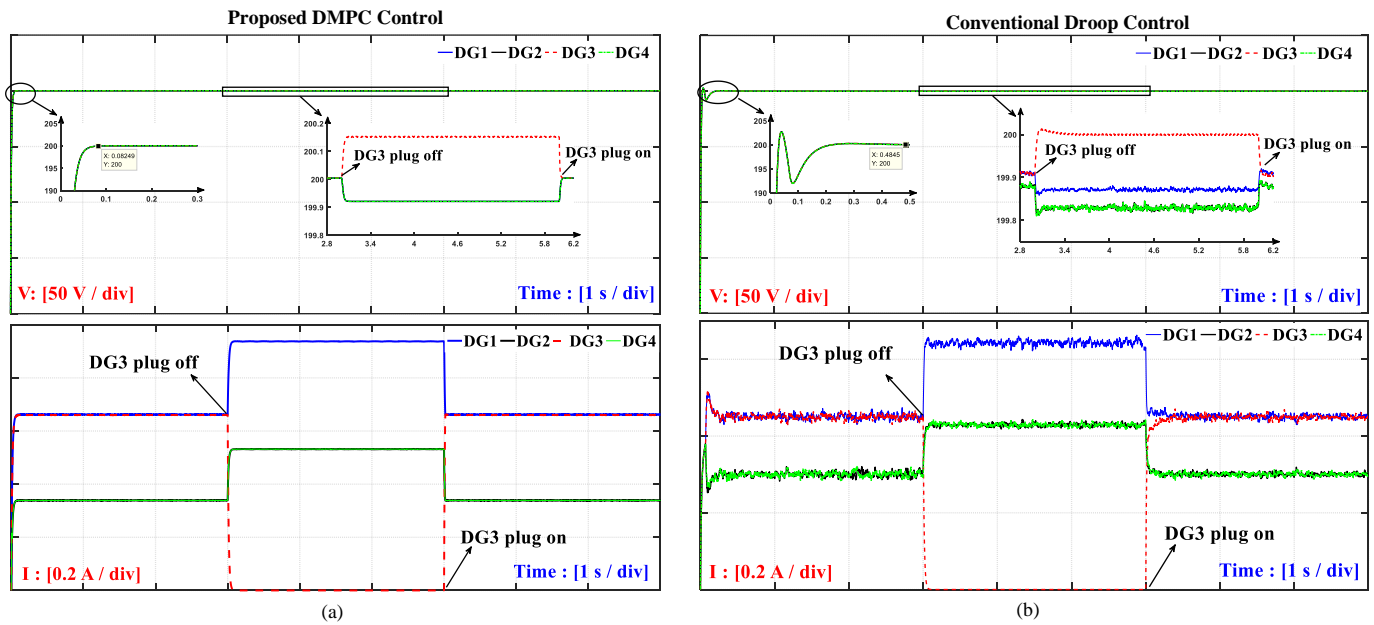 Proposed DMPC Control
DG1 DG2 DG3 DG4
200.2
200.1
200
199.9
199.8
2.8 3.4 4 4.6 5.2 5.8 6.2
DG3 plug off
DG3 plug on
205
200
195
190
0 0.1 0.2 0.3
X: 0.08249
Y: 200
V: [50 V / div]
Time : [1 s / div]
DG1 DG2 DG3 DG4
DG3 plug off
DG3 plug on
I : [0.2 A / div]
Time : [1 s / div]
(a)
Conventional Droop Control
DG1 DG2 DG3 DG4
205
200
195
190
0 0.1 0.2 0.3 0.4 0.5
X: 0.4845
Y: 200
200
199.9
199.8
2.8 3.4 4 4.6 5.2 5.8 6.2
DG3 plug off
DG3 plug on
V: [50 V / div]
Time : [1 s / div]
DG1 DG2 DG3 DG4
DG3 plug off
DG3 plug on
I : [0.2 A / div]
Time : [1 s / div]
(b)